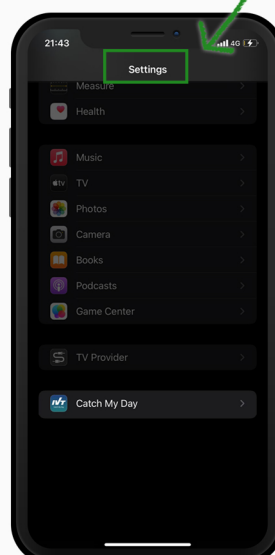 21:43
4G
Settings
Measure
Health
Music
tv
TV
Photos
Camera
Books
Podcasts
Game Center
TV Provider
Catch My Day